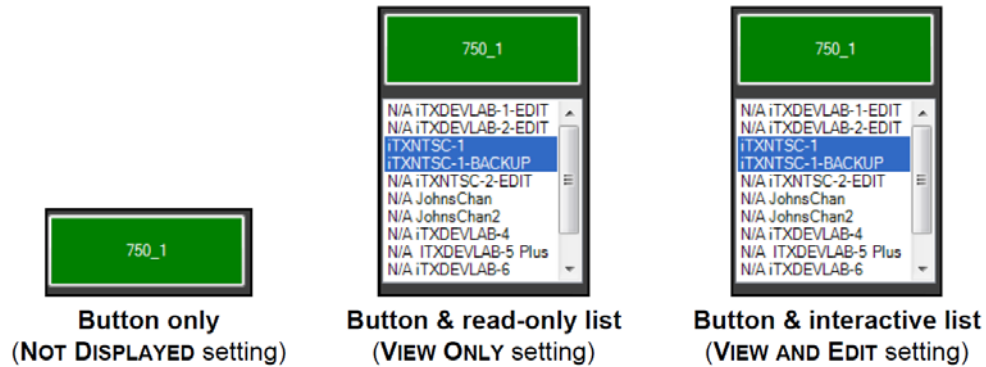 750_1
Button only
(NOT DISPLAYED setting)
750_1
N/A iTXDEVLAB-1-EDIT
N/A iTXDEVLAB-2-EDIT
iTXNTSC-1
iTXNTSC-1-BACKUP
N/A iTXNTSC-2-EDIT
N/A JohnsChan
N/A JohnsChan2
N/A iTXDEVLAB-4
N/A  ITXDEVLAB-5 Plus
N/A iTXDEVLAB-6
Button & read-only list
(VIEW ONLY setting)
750_1
N/A iTXDEVLAB-1-EDIT
N/A iTXDEVLAB-2-EDIT
iTXNTSC-1
iTXNTSC-1-BACKUP
N/A iTXNTSC-2-EDIT
N/A JohnsChan
N/A JohnsChan2
N/A iTXDEVLAB-4
N/A  ITXDEVLAB-5 Plus
N/A iTXDEVLAB-6
Button & interactive list
(VIEW AND EDIT setting)